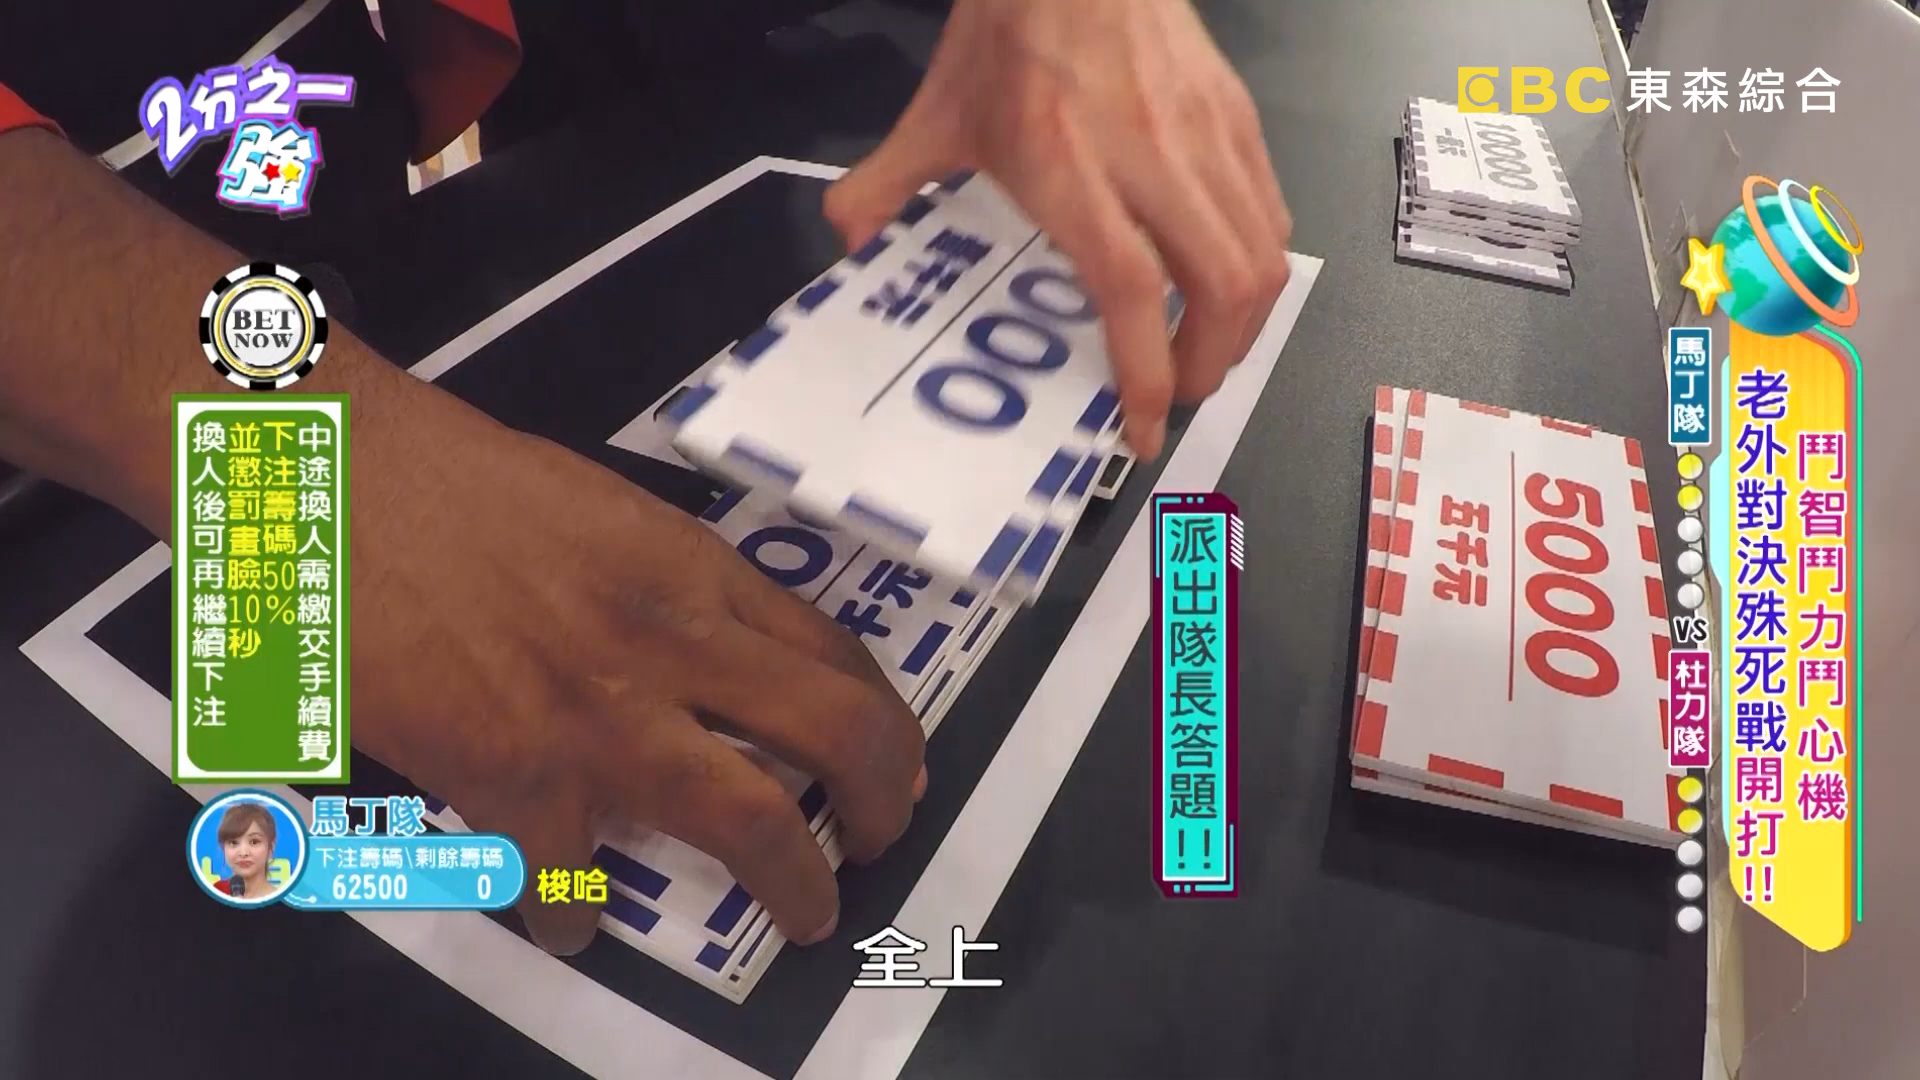 2分之一
強
EBC 東森綜合
BET
NOW
中途換人需繳交手續費
下注籌碼50%
並懲罰畫臉10秒
換人後可再繼續下注
馬丁隊
下注籌碼\剩餘籌碼
62500 0
梭哈
全上
派出隊長答題!!
10000
5000
五千元
000
千元
馬丁隊
VS
杜力隊
鬥智鬥力鬥心機
老外對決殊死戰開打!!